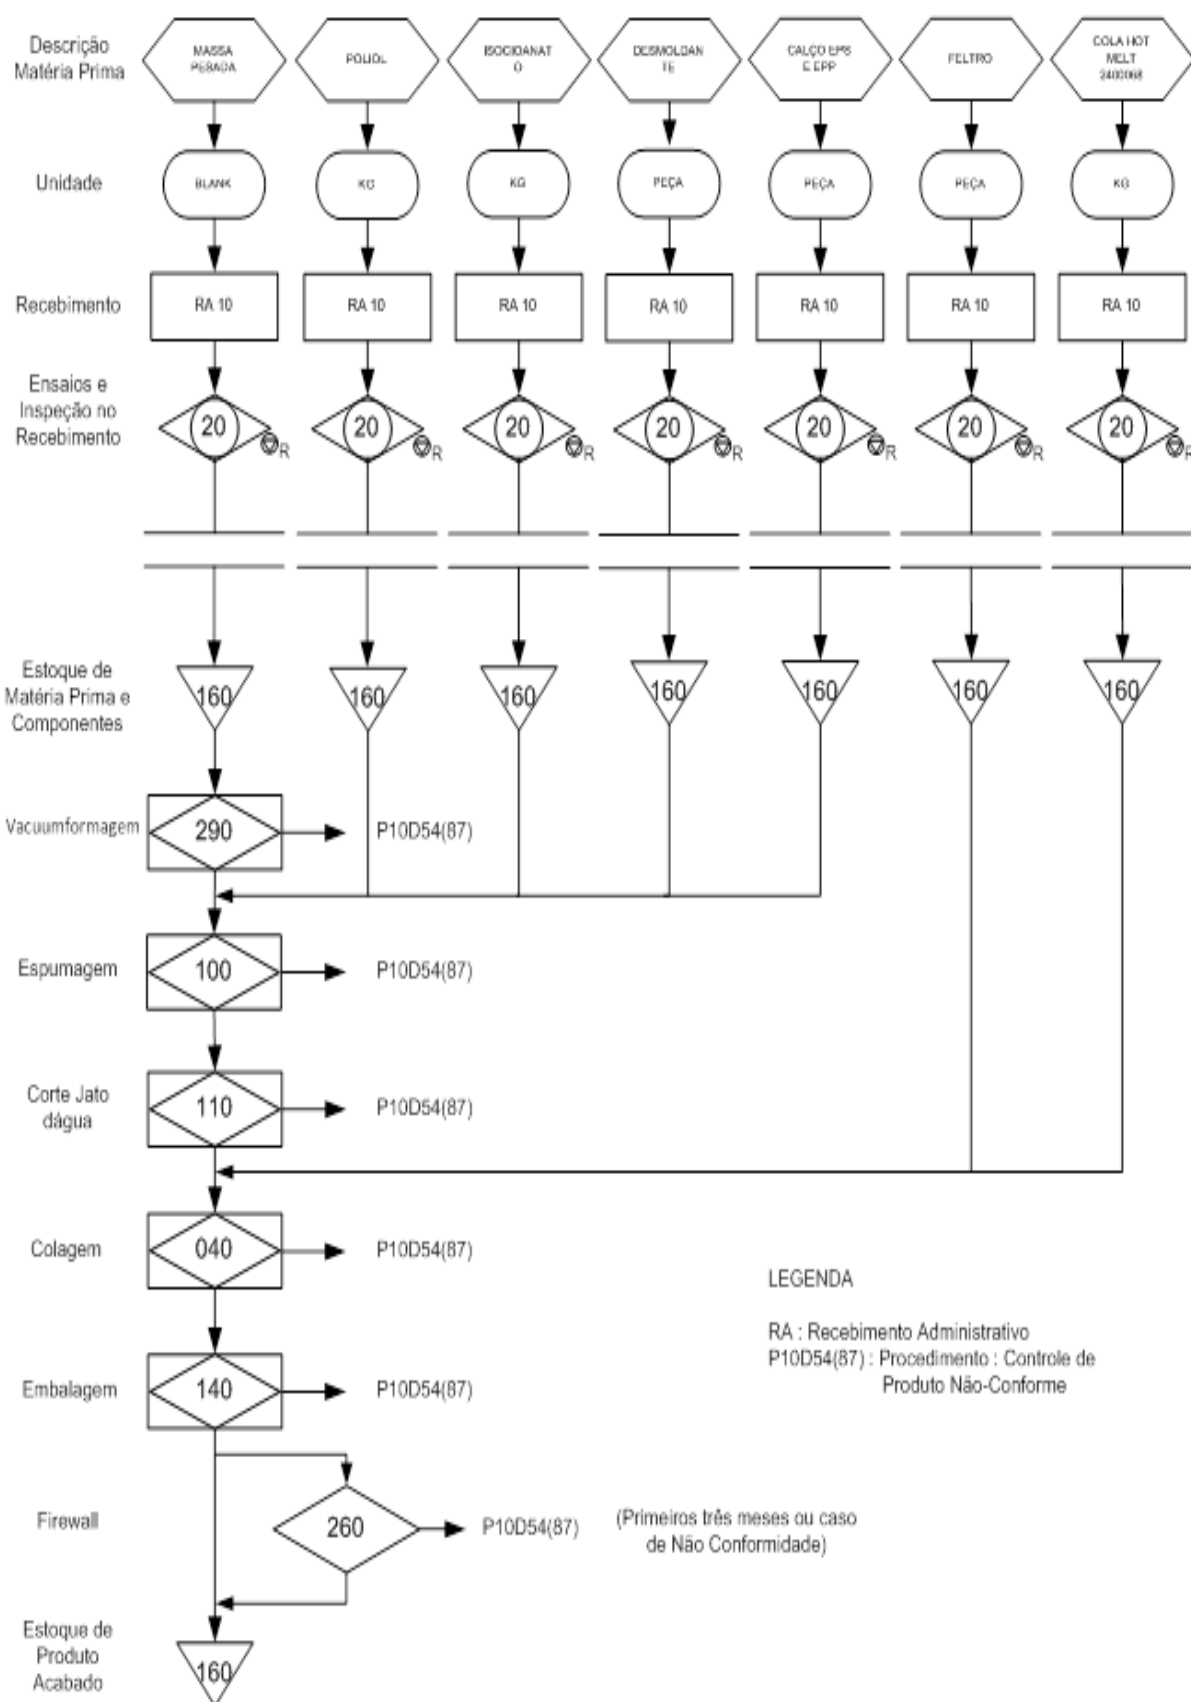 Descrição
Matéria Prima
MASSA
PESADA
POLIOL
ISOCIOANAT
O
DESMOLDAN
TE
CALÇO EPS
E EPP
FELTRO
COLA HOT
MELT
2400068
Unidade
BLANK
KG
KG
PEÇA
PEÇA
PEÇA
KG
Recebimento
RA 10
RA 10
RA 10
RA 10
RA 10
RA 10
RA 10
Ensaios e
Inspeção no
Recebimento
20
R
20
R
20
R
20
R
20
R
20
R
20
R
Estoque de
Matéria Prima e
Componentes
160
160
160
160
160
160
160
Vacuumformagem
290
P10D54(87)
Espumagem
100
P10D54(87)
Corte Jato
dágua
110
P10D54(87)
Colagem
040
P10D54(87)
LEGENDA
RA : Recebimento Administrativo
P10D54(87) : Procedimento : Controle de
Produto Não-Conforme
Embalagem
140
P10D54(87)
Firewall
260
P10D54(87)
(Primeiros três meses ou caso
de Não Conformidade)
Estoque de
Produto
Acabado
160